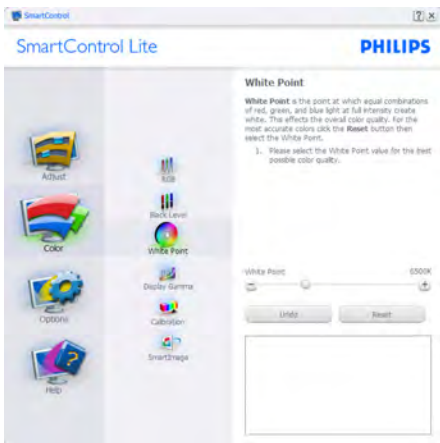 SmartControl
SmartControl Lite
PHILIPS
Adjust
Color
Options
Help
RGB
Black Level
White Point
Display Gamma
Calibration
SmartImage
White Point
White Point is the point at which equal combinations
of red, green, and blue light at full intensity create
white. This effects the overall color quality. For the
most accurate colors click the Reset button then
select the White Point.
1. Please select the White Point value for the best
possible color quality.
White Point 6500K
Undo Reset